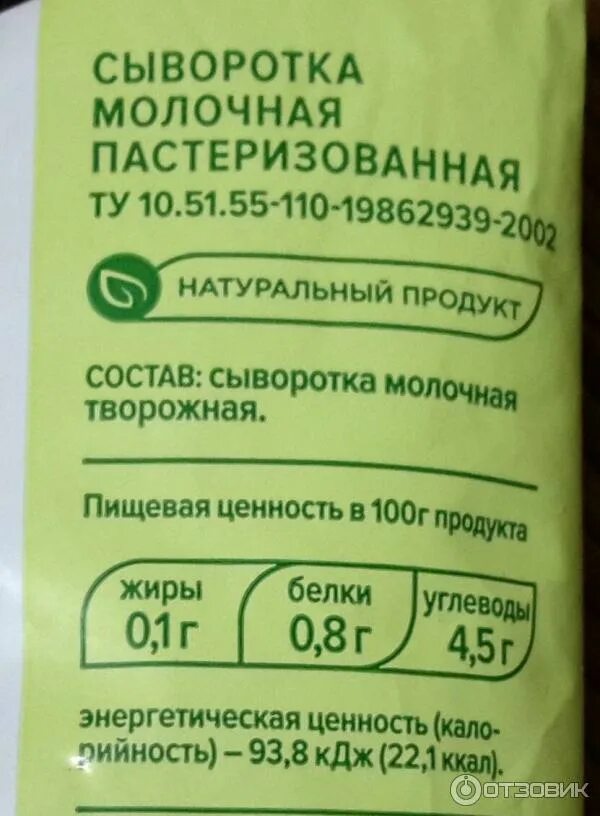 СЫВОРОТКА
МОЛОЧНАЯ
ПАСТЕРИЗОВАННАЯ
ТУ 10.51.55-110-19862939-2002
НАТУРАЛЬНЫЙ ПРОДУКТ
СОСТАВ: сыворотка молочная
творожная.
Пищевая ценность в 100г продукта
жиры белки углеводы
0,1 г 0,8 г 4,5 г
энергетическая ценность (кало-
рийность) – 93,8 кДж (22,1 ккал).
ОТЗОВИК